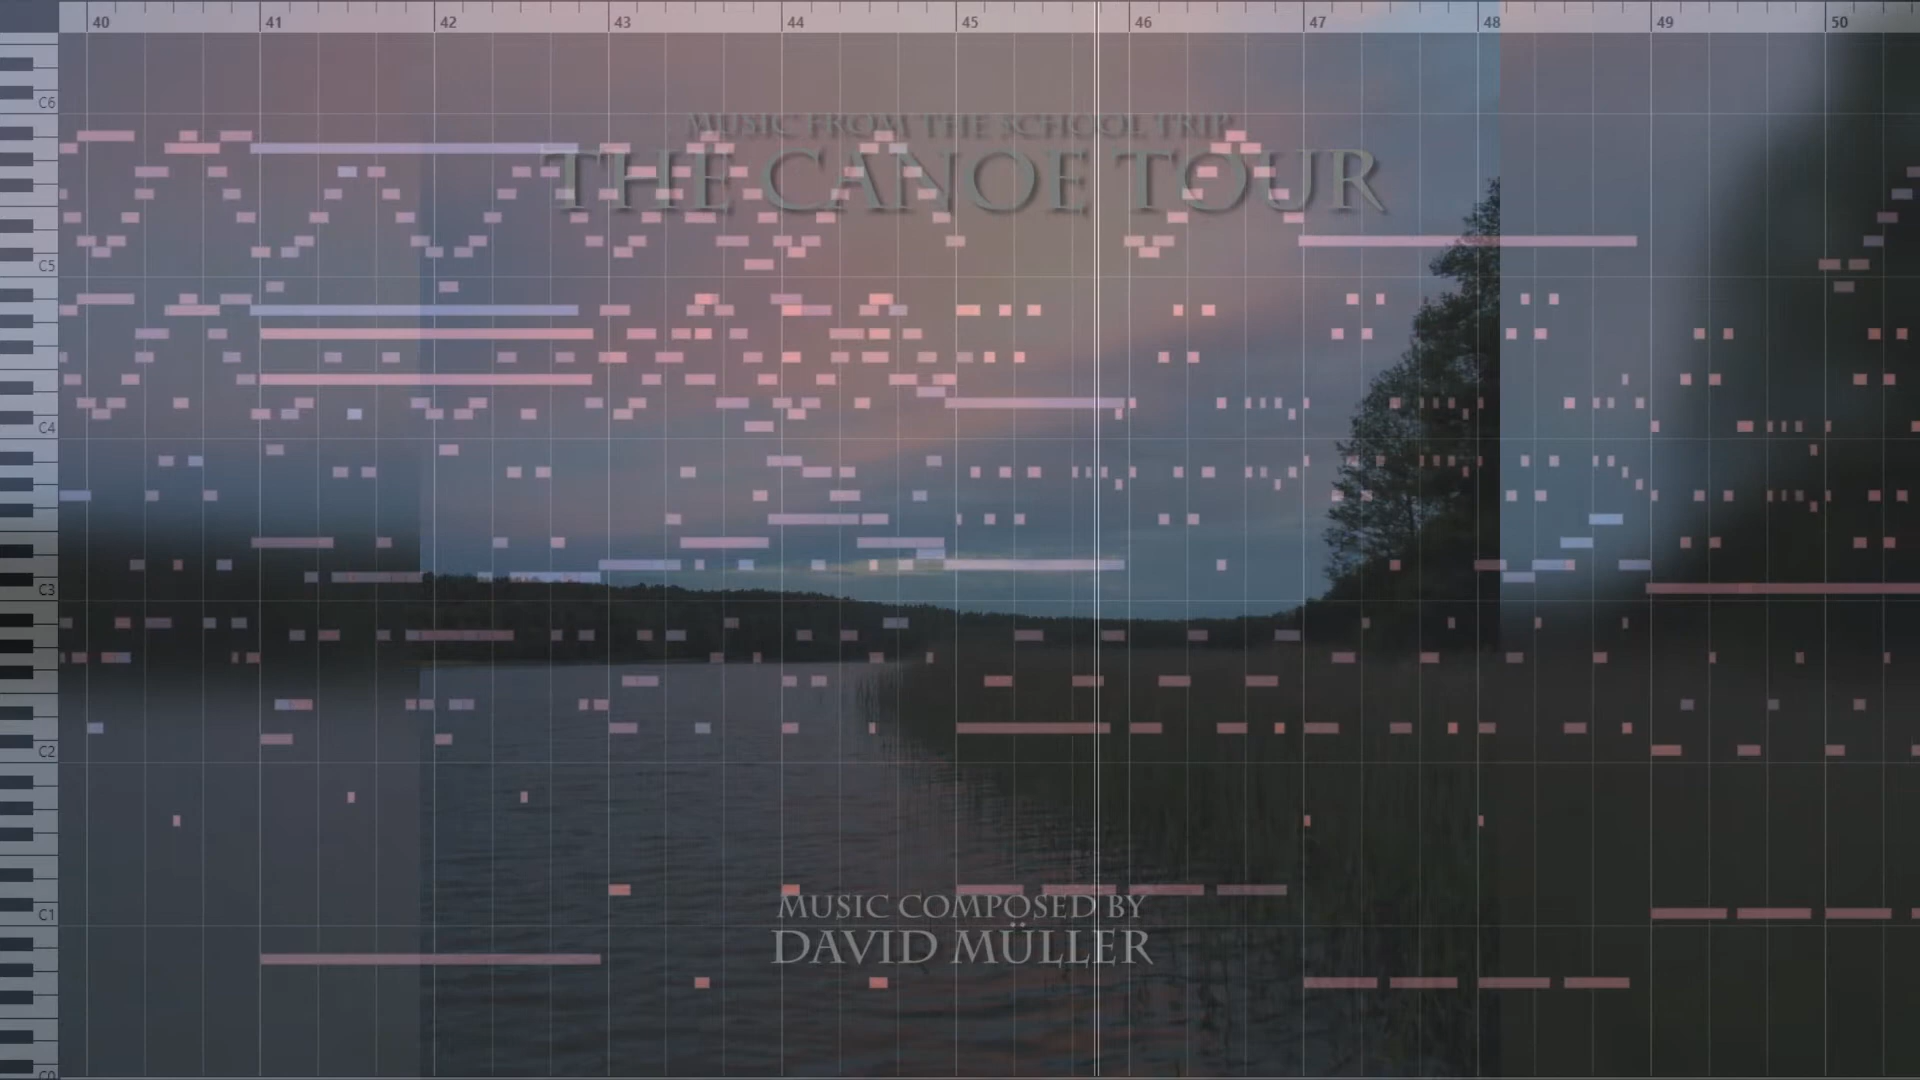 40 41 42 43 44 45 46 47 48 49 50
C6
MUSIC FROM THE SCHOOL TRIP
THE CANOE TOUR
C5
C4
C3
C2
C1
MUSIC COMPOSED BY
DAVID MÜLLER
C0